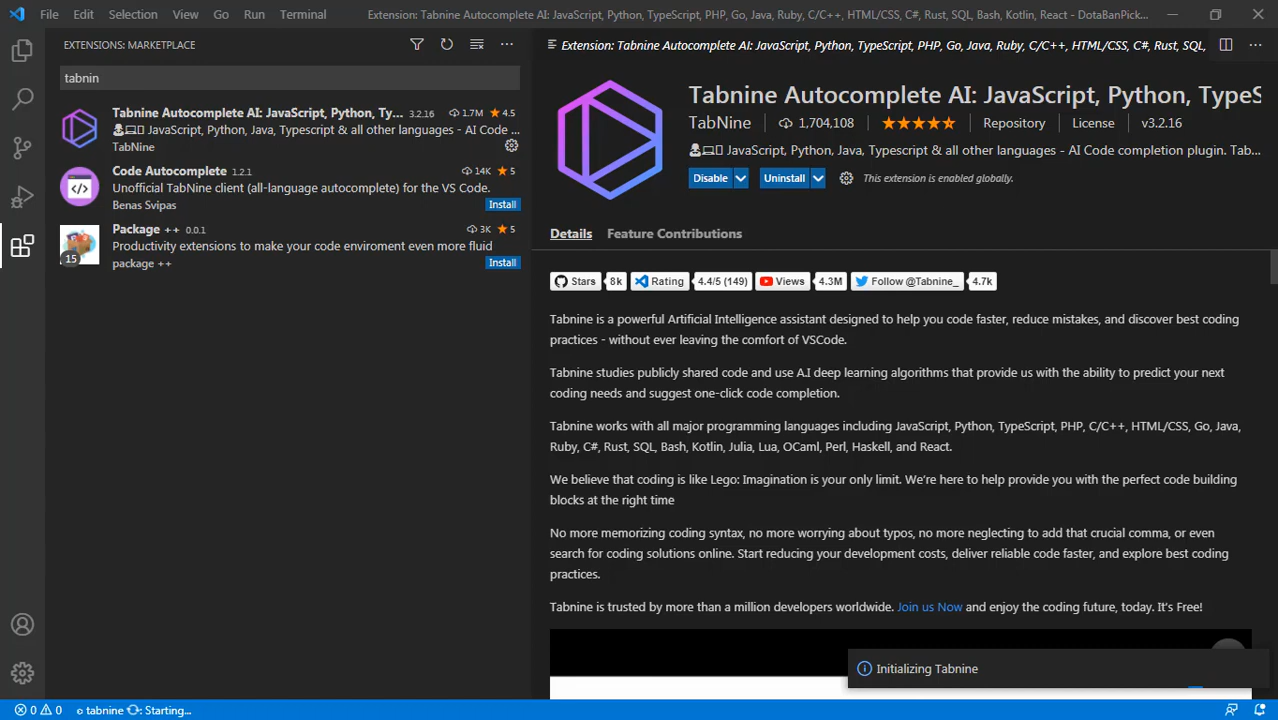 File Edit Selection View Go Run Terminal Extension: Tabnine Autocomplete AI: JavaScript, Python, TypeScript, PHP, Go, Java, Ruby, C/C++, HTML/CSS, C#, Rust, SQL, Bash, Kotlin, React - DotaBanPick...
EXTENSIONS: MARKETPLACE
tabnin
Tabnine Autocomplete AI: JavaScript, Python, Ty... 3.2.16 1.7M 4.5
JavaScript, Python, Java, Typescript & all other languages - AI Code ...
TabNine
Code Autocomplete 1.2.1 14K 5
Unofficial TabNine client (all-language autocomplete) for the VS Code.
Benas Svipas Install
Package ++ 0.0.1 3K 5
Productivity extensions to make your code enviroment even more fluid
15 package ++ Install
Extension: Tabnine Autocomplete AI: JavaScript, Python, TypeScript, PHP, Go, Java, Ruby, C/C++, HTML/CSS, C#, Rust, SQL,
Tabnine Autocomplete AI: JavaScript, Python, TypeS
TabNine 1,704,108 Repository License v3.2.16
JavaScript, Python, Java, Typescript & all other languages - AI Code completion plugin. Tab...
Disable Uninstall This extension is enabled globally.
Details Feature Contributions
Stars 8k Rating 4.4/5 (149) Views 4.3M Follow @Tabnine_ 4.7k
Tabnine is a powerful Artificial Intelligence assistant designed to help you code faster, reduce mistakes, and discover best coding
practices - without ever leaving the comfort of VSCode.
Tabnine studies publicly shared code and use A.I deep learning algorithms that provide us with the ability to predict your next
coding needs and suggest one-click code completion.
Tabnine works with all major programming languages including JavaScript, Python, TypeScript, PHP, C/C++, HTML/CSS, Go, Java,
Ruby, C#, Rust, SQL, Bash, Kotlin, Julia, Lua, OCaml, Perl, Haskell, and React.
We believe that coding is like Lego: Imagination is your only limit. We're here to help provide you with the perfect code building
blocks at the right time
No more memorizing coding syntax, no more worrying about typos, no more neglecting to add that crucial comma, or even
search for coding solutions online. Start reducing your development costs, deliver reliable code faster, and explore best coding
practices.
Tabnine is trusted by more than a million developers worldwide. Join us Now and enjoy the coding future, today. It's Free!
Initializing Tabnine
0 0 tabnine : Starting...